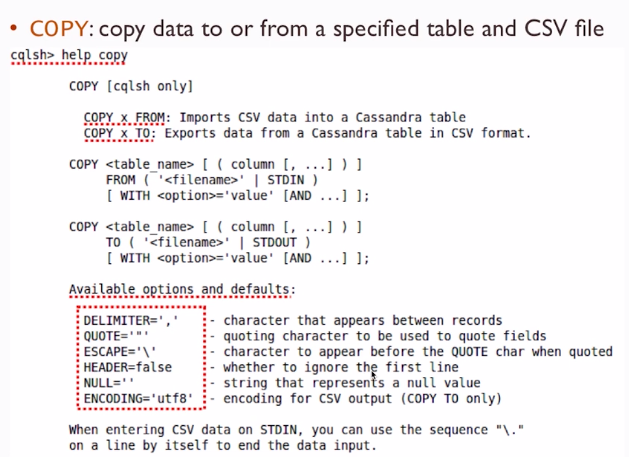 • COPY: copy data to or from a specified table and CSV file
cqlsh> help copy
COPY [cqlsh only]
COPY x FROM: Imports CSV data into a Cassandra table
COPY x TO: Exports data from a Cassandra table in CSV format.
COPY <table_name> [ ( column [, ...] ) ]
FROM ( '<filename>' | STDIN )
[ WITH <option>='value' [AND ...] ];
COPY <table_name> [ ( column [, ...] ) ]
TO ( '<filename>' | STDOUT )
[ WITH <option>='value' [AND ...] ];
Available options and defaults:
DELIMITER=',' - character that appears between records
QUOTE='"' - quoting character to be used to quote fields
ESCAPE='\' - character to appear before the QUOTE char when quoted
HEADER=false - whether to ignore the first line
NULL='' - string that represents a null value
ENCODING='utf8' - encoding for CSV output (COPY TO only)
When entering CSV data on STDIN, you can use the sequence "\."
on a line by itself to end the data input.